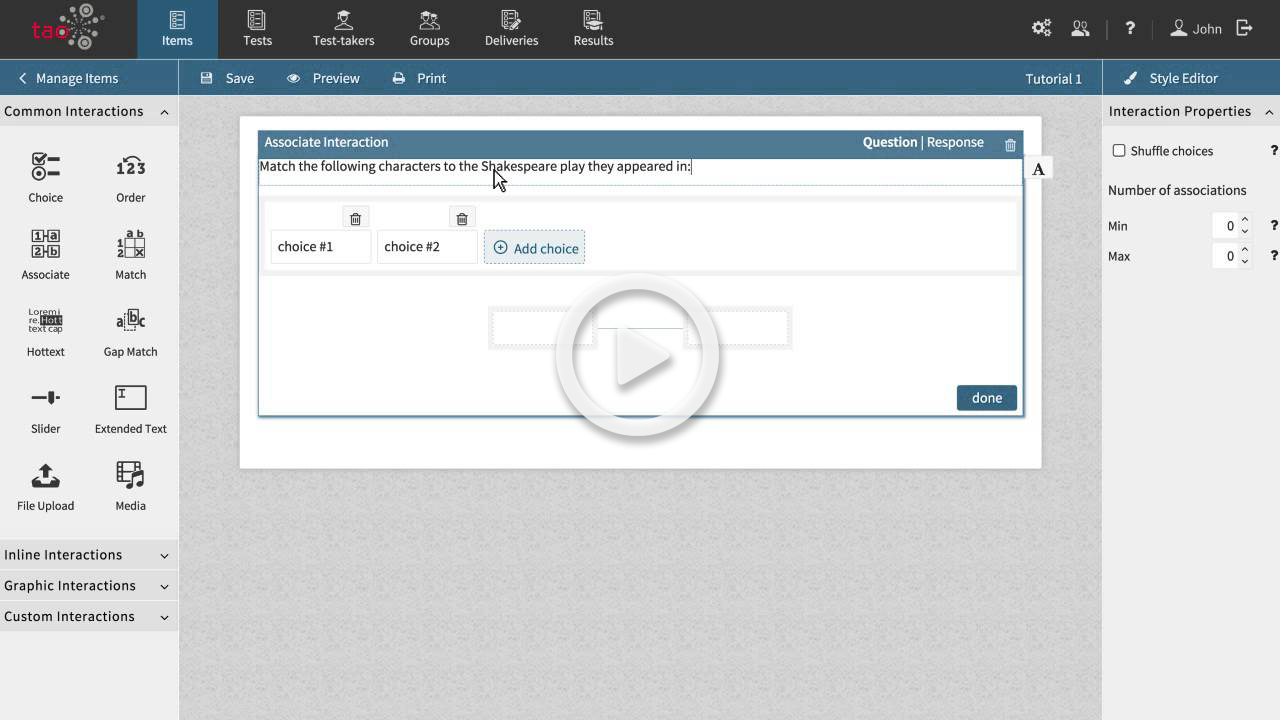 tao
Items
Tests
Test-takers
Groups
Deliveries
Results
?
John
Manage Items
Save
Preview
Print
Tutorial 1
Style Editor
Common Interactions
Choice
123
Order
1-a
b-2
Associate
a b
1
2
Match
Lorem i
re. Hott
text cap
Hottext
a b c
Gap Match
Slider
I
Extended Text
File Upload
Media
Inline Interactions
Graphic Interactions
Custom Interactions
Associate Interaction
Question | Response
Match the following characters to the Shakespeare play they appeared in:
A
choice #1
choice #2
Add choice
done
Interaction Properties
Shuffle choices ?
Number of associations
Min 0 ?
Max 0 ?